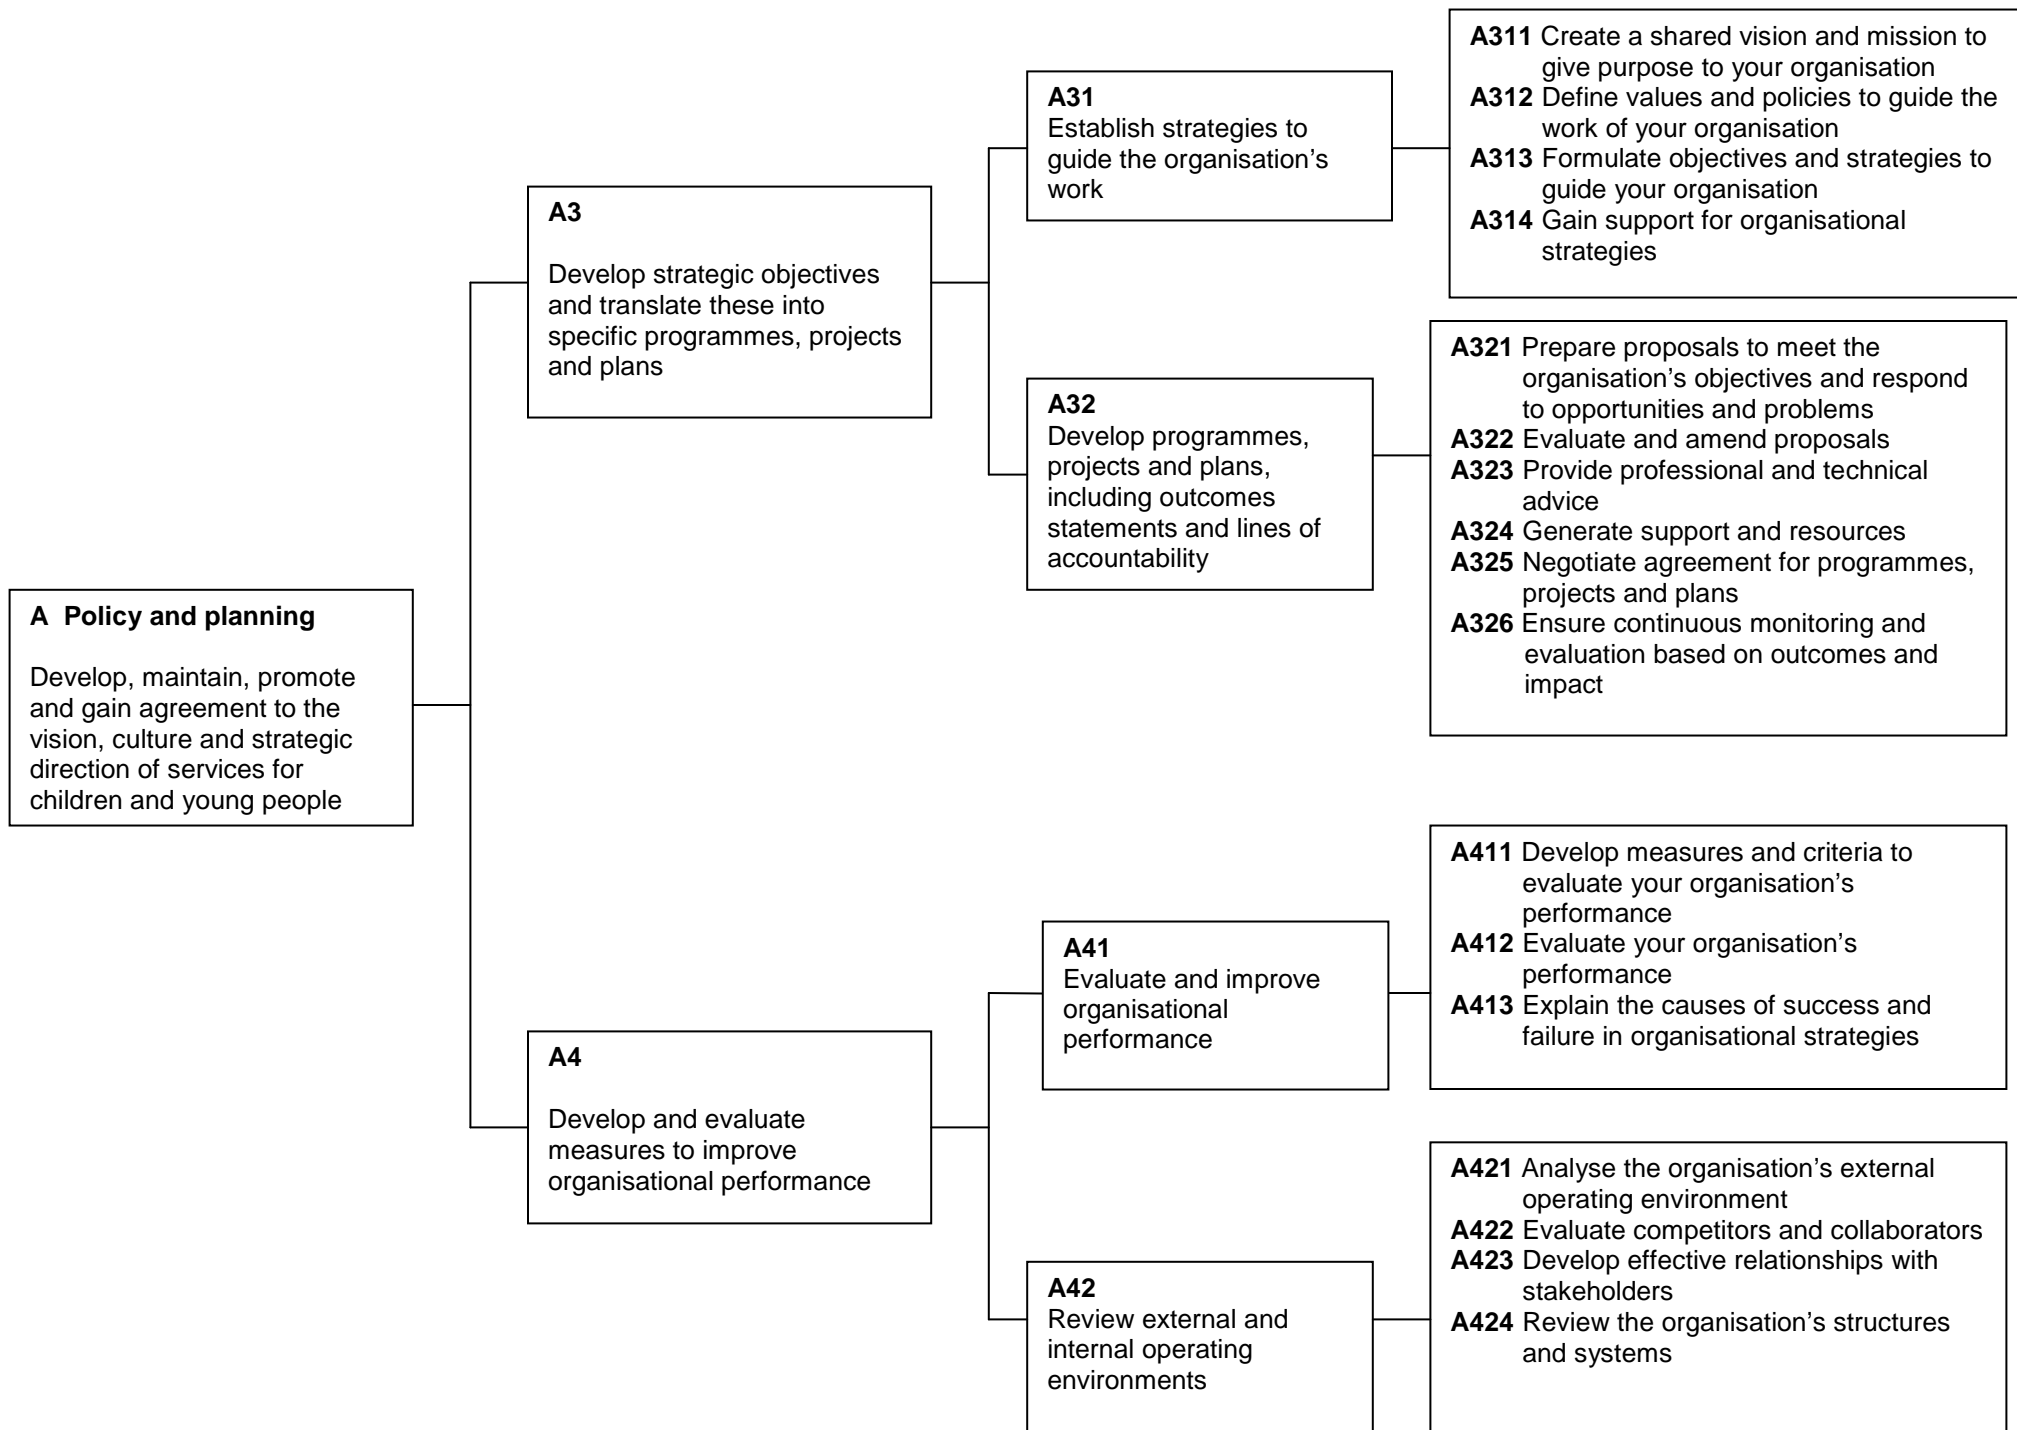 A Policy and planning
Develop, maintain, promote
and gain agreement to the
vision, culture and strategic
direction of services for
children and young people
A3
Develop strategic objectives
and translate these into
specific programmes, projects
and plans
A31
Establish strategies to
guide the organisation’s
work
A311 Create a shared vision and mission to
give purpose to your organisation
A312 Define values and policies to guide the
work of your organisation
A313 Formulate objectives and strategies to
guide your organisation
A314 Gain support for organisational
strategies
A32
Develop programmes,
projects and plans,
including outcomes
statements and lines of
accountability
A321 Prepare proposals to meet the
organisation’s objectives and respond
to opportunities and problems
A322 Evaluate and amend proposals
A323 Provide professional and technical
advice
A324 Generate support and resources
A325 Negotiate agreement for programmes,
projects and plans
A326 Ensure continuous monitoring and
evaluation based on outcomes and
impact
A4
Develop and evaluate
measures to improve
organisational performance
A41
Evaluate and improve
organisational
performance
A411 Develop measures and criteria to
evaluate your organisation’s
performance
A412 Evaluate your organisation’s
performance
A413 Explain the causes of success and
failure in organisational strategies
A42
Review external and
internal operating
environments
A421 Analyse the organisation’s external
operating environment
A422 Evaluate competitors and collaborators
A423 Develop effective relationships with
stakeholders
A424 Review the organisation’s structures
and systems